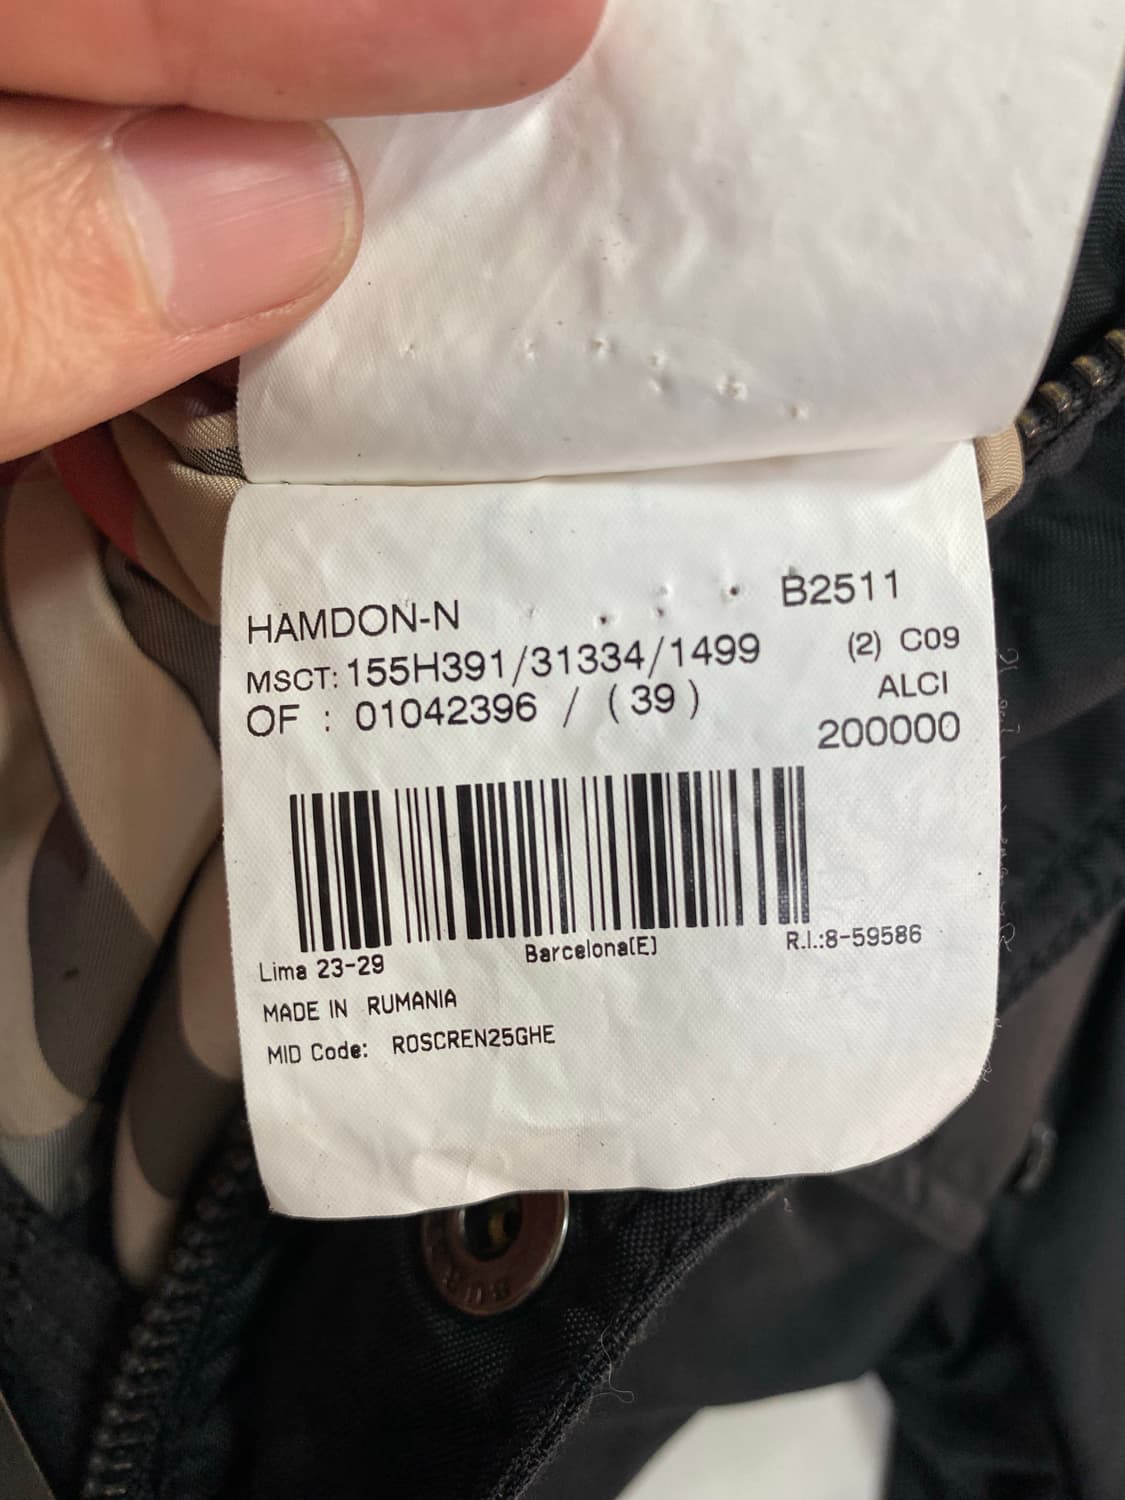 HAMDON-N B2511
MSCT: 155H391/31334/1499 (2) C09
OF : 01042396 / (39) ALCI
200000
Lima 23-29 Barcelona(E) R.I.:8-59586
MADE IN RUMANIA
MID Code: ROSCREN25GHE